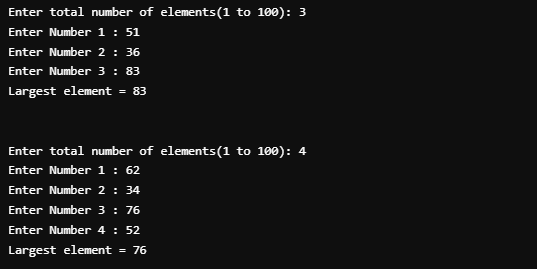 Enter total number of elements(1 to 100): 3
Enter Number 1 : 51
Enter Number 2 : 36
Enter Number 3 : 83
Largest element = 83
Enter total number of elements(1 to 100): 4
Enter Number 1 : 62
Enter Number 2 : 34
Enter Number 3 : 76
Enter Number 4 : 52
Largest element = 76